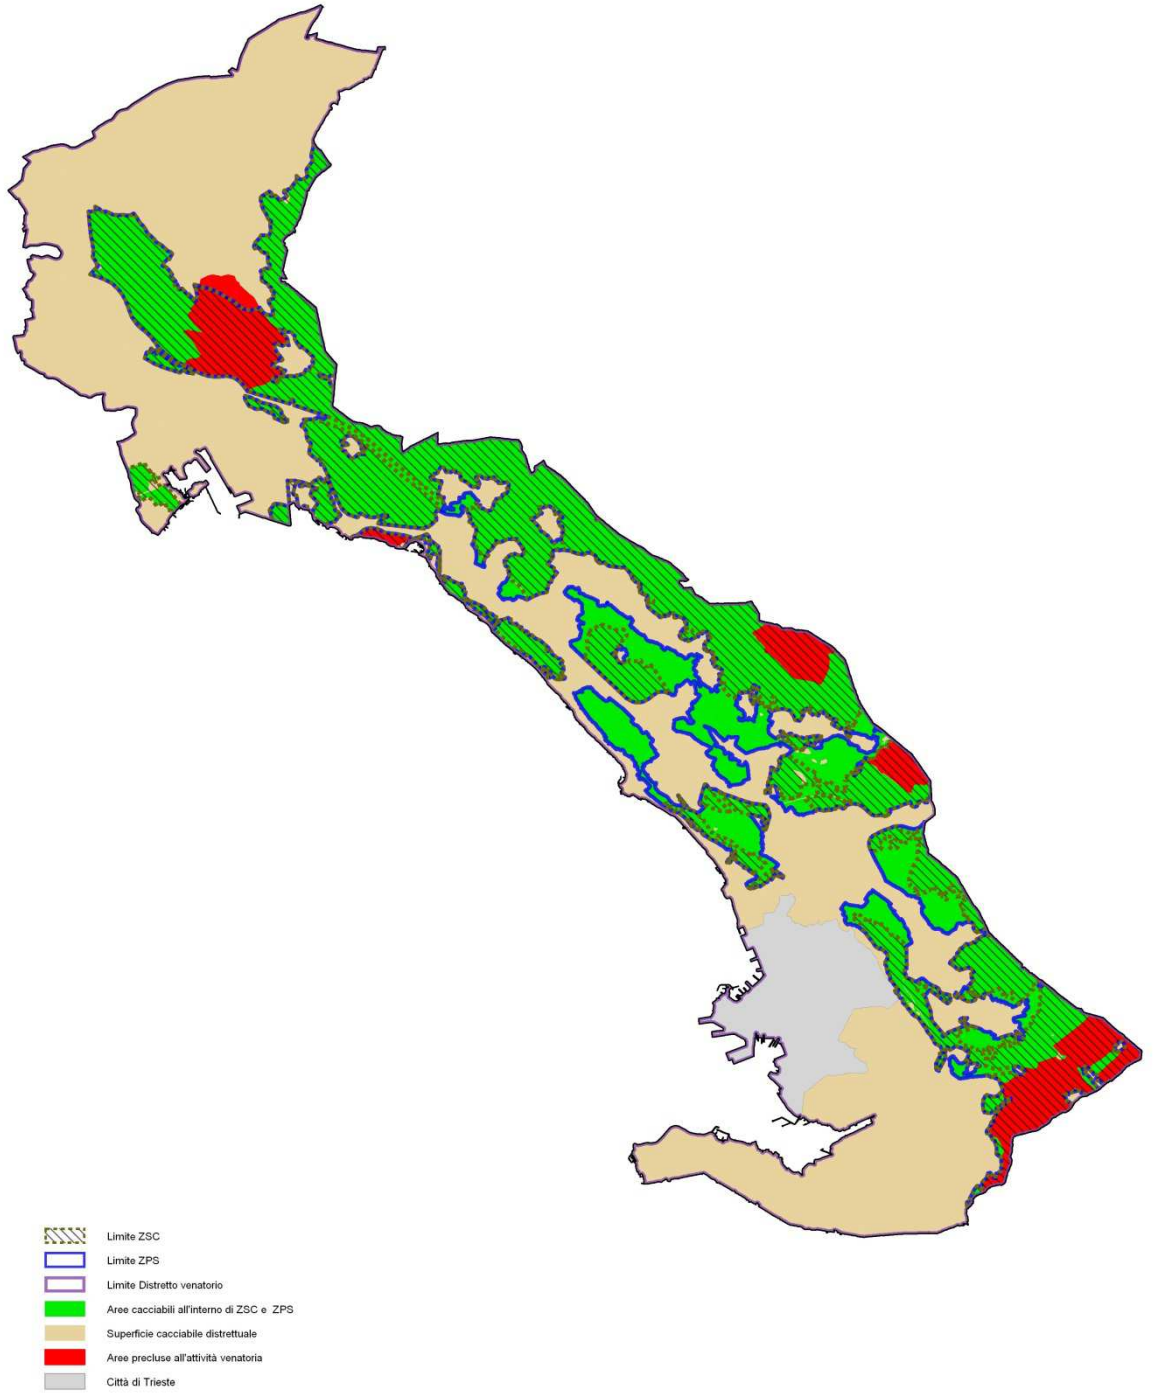 Limite ZSC
Limite ZPS
Limite Distretto venatorio
Aree cacciabili all'interno di ZSC e  ZPS
Superficie cacciabile distrettuale
Aree precluse all'attività venatoria
Città di Trieste